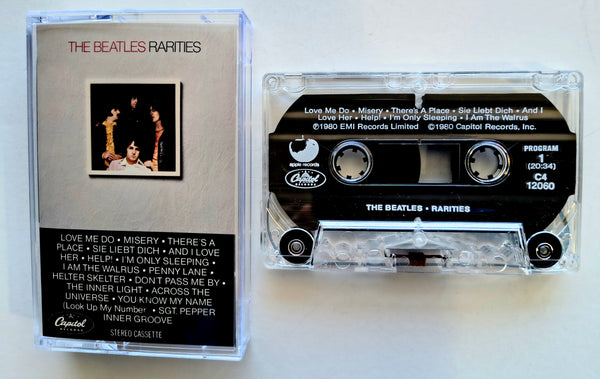 THE BEATLES RARITIES
LOVE ME DO • MISERY • THERE'S A
PLACE • SIE LIEBT DICH • AND I LOVE
HER • HELP! • I'M ONLY SLEEPING •
I AM THE WALRUS • PENNY LANE •
HELTER SKELTER • DON'T PASS ME BY •
THE INNER LIGHT • ACROSS THE
UNIVERSE • YOU KNOW MY NAME
(Look Up My Number • SGT. PEPPER
INNER GROOVE
Capitol
RECORDS
STEREO CASSETTE
Love Me Do • Misery • There's A Place • Sie Liebt Dich • And I
Love Her • Help! • I'm Only Sleeping • I Am The Walrus
℗1980 EMI Records Limited ©1980 Capitol Records, Inc.
apple records
Capitol
RECORDS
PROGRAM
1
(20:34)
C4
12060
THE BEATLES • RARITIES